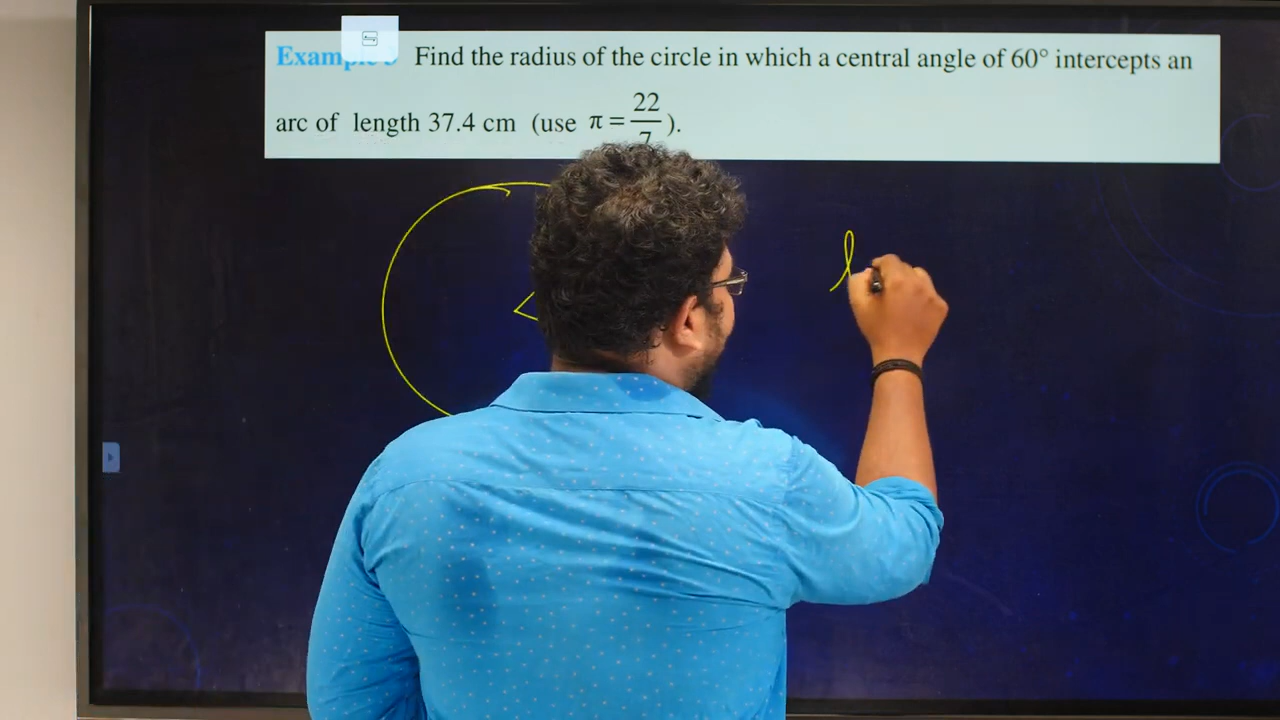 Find the radius of the circle in which a central angle of 60° intercepts an
arc of length 37.4 cm (use π = 22/7 ).
l